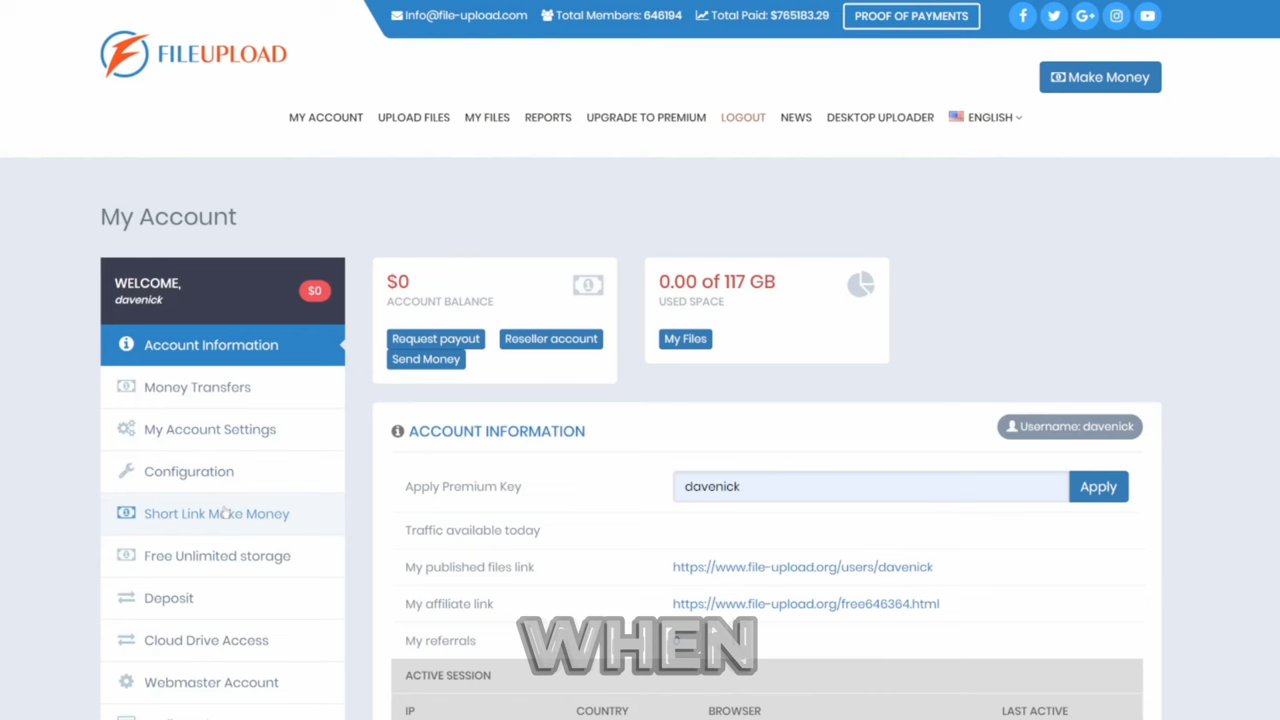 Info@file-upload.com Total Members: 646194 Total Paid: $765183.29 PROOF OF PAYMENTS
FILEUPLOAD
Make Money
MY ACCOUNT UPLOAD FILES MY FILES REPORTS UPGRADE TO PREMIUM LOGOUT NEWS DESKTOP UPLOADER ENGLISH
My Account
WELCOME,
davenick
$0
Account Information
Money Transfers
My Account Settings
Configuration
Short Link Make Money
Free Unlimited storage
Deposit
Cloud Drive Access
Webmaster Account
$0
ACCOUNT BALANCE
Request payout Reseller account
Send Money
0.00 of 117 GB
USED SPACE
My Files
ACCOUNT INFORMATION
Username: davenick
Apply Premium Key davenick Apply
Traffic available today
My published files link https://www.file-upload.org/users/davenick
My affiliate link https://www.file-upload.org/free646364.html
My referrals
WHEN
ACTIVE SESSION
IP COUNTRY BROWSER LAST ACTIVE